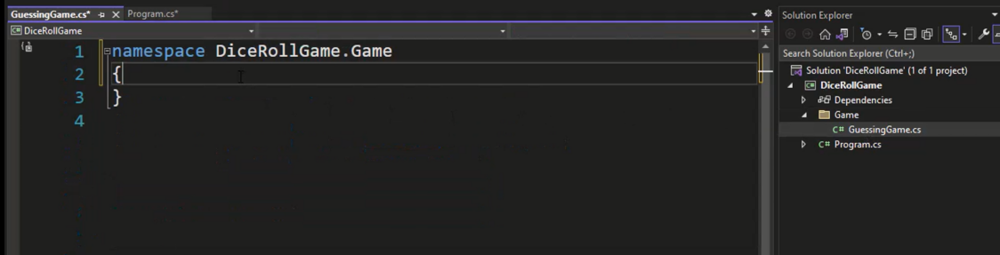 GuessingGame.cs*
Program.cs*
DiceRollGame
1 namespace DiceRollGame.Game
2 {
3 }
4
Solution Explorer
Search Solution Explorer (Ctrl+;)
Solution 'DiceRollGame' (1 of 1 project)
C# DiceRollGame
Dependencies
Game
C# GuessingGame.cs
C# Program.cs